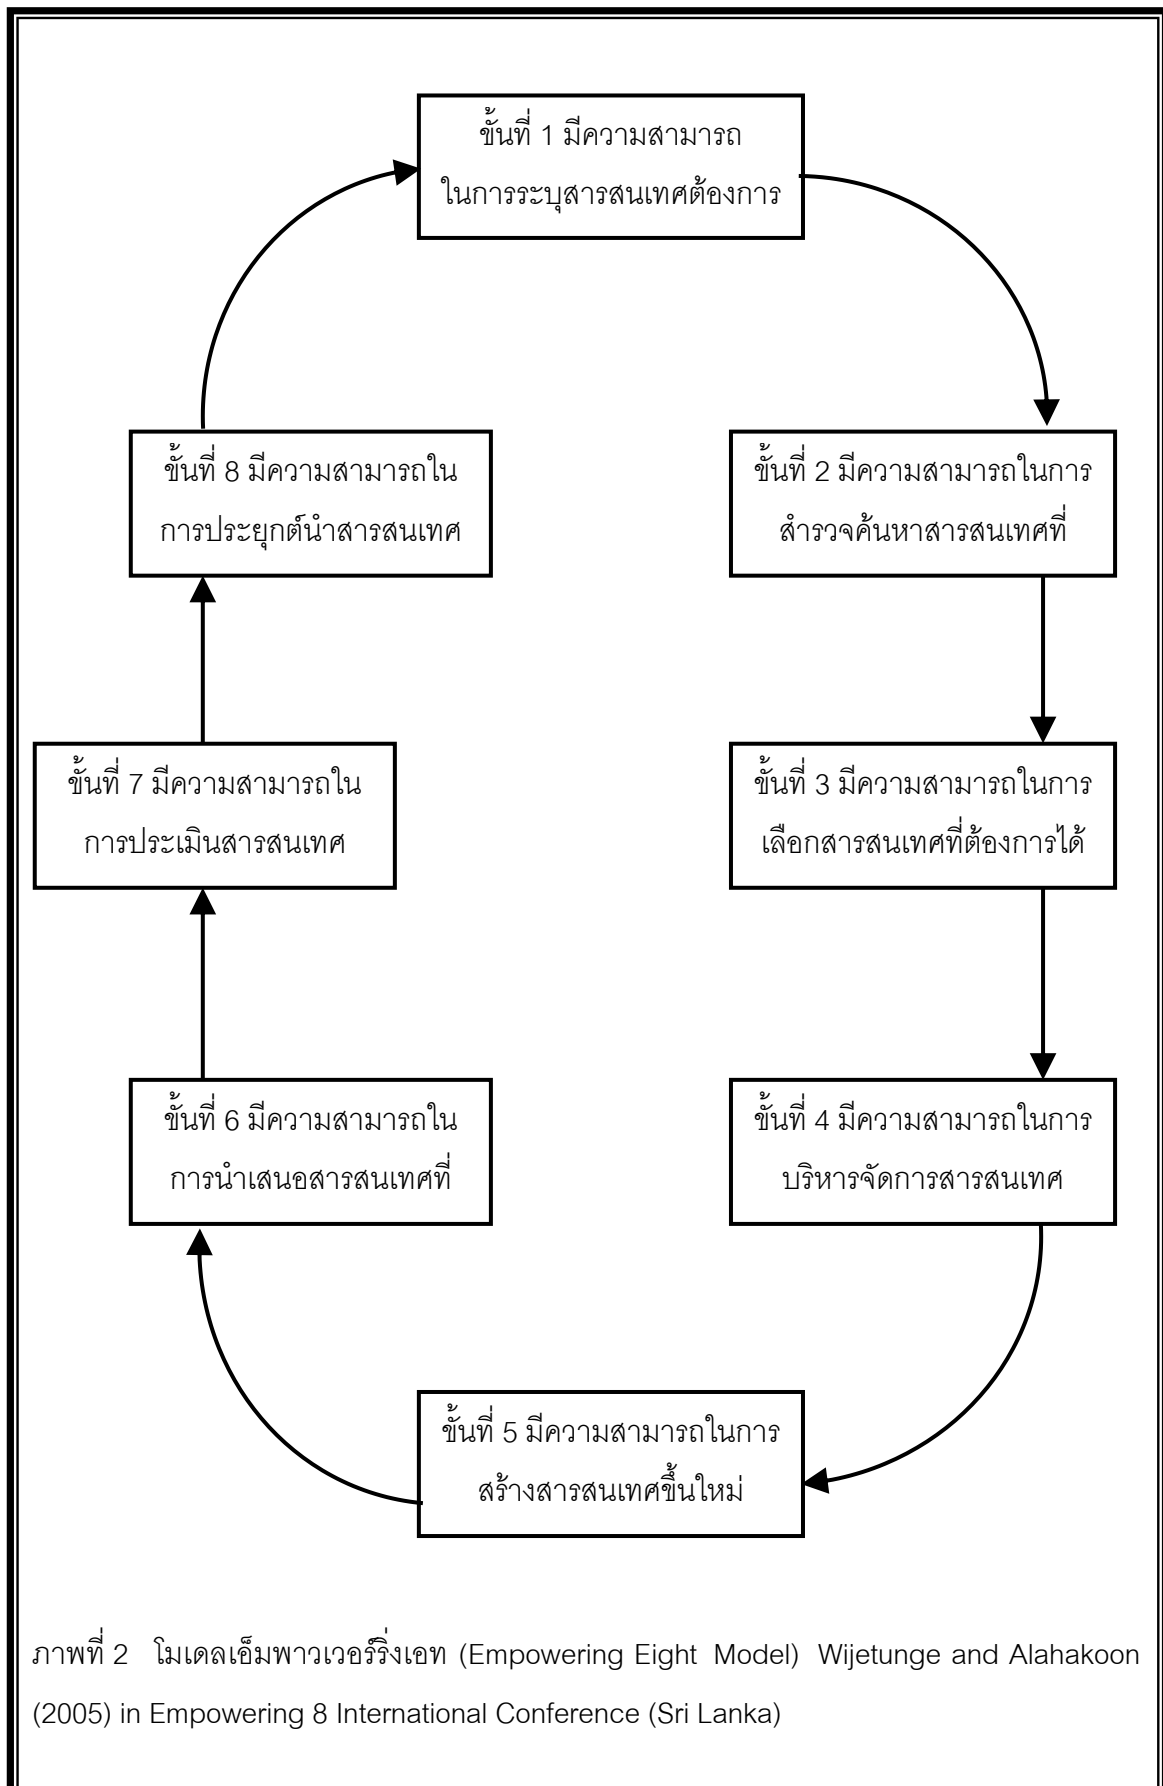 ขั้นที่ 1 มีความสามารถ
ในการระบุสารสนเทศต้องการ
ขั้นที่ 2 มีความสามารถในการ
สำรวจค้นหาสารสนเทศที่
ขั้นที่ 3 มีความสามารถในการ
เลือกสารสนเทศที่ต้องการได้
ขั้นที่ 4 มีความสามารถในการ
บริหารจัดการสารสนเทศ
ขั้นที่ 5 มีความสามารถในการ
สร้างสารสนเทศขึ้นใหม่
ขั้นที่ 6 มีความสามารถใน
การนำเสนอสารสนเทศที่
ขั้นที่ 7 มีความสามารถใน
การประเมินสารสนเทศ
ขั้นที่ 8 มีความสามารถใน
การประยุกต์นำสารสนเทศ
ภาพที่ 2 โมเดลเอ็มพาวเวอร์ริ่งเอท (Empowering Eight Model) Wijetunge and Alahakoon
(2005) in Empowering 8 International Conference (Sri Lanka)